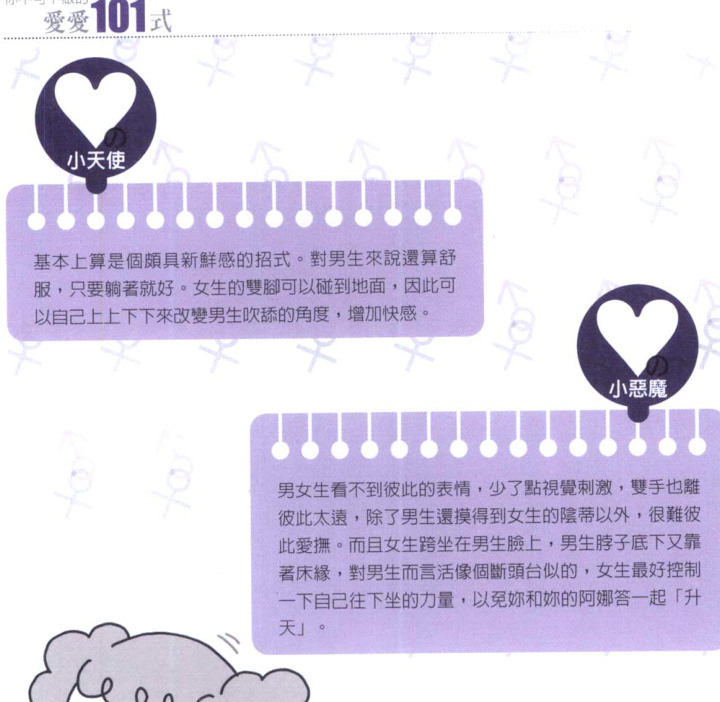 愛愛101式
の
小天使
基本上算是個頗具新鮮感的招式。對男生來說還算舒
服，只要躺著就好。女生的雙腳可以碰到地面，因此可
以自己上上下下來改變男生吹舔的角度，增加快感。
の
小惡魔
男女生看不到彼此的表情，少了點視覺刺激，雙手也離
彼此太遠，除了男生還摸得到女生的陰蒂以外，很難彼
此愛撫。而且女生跨坐在男生臉上，男生脖子底下又靠
著床緣，對男生而言活像個斷頭台似的，女生最好控制
一下自己往下坐的力量，以免妳和妳的阿娜答一起「升
天」。